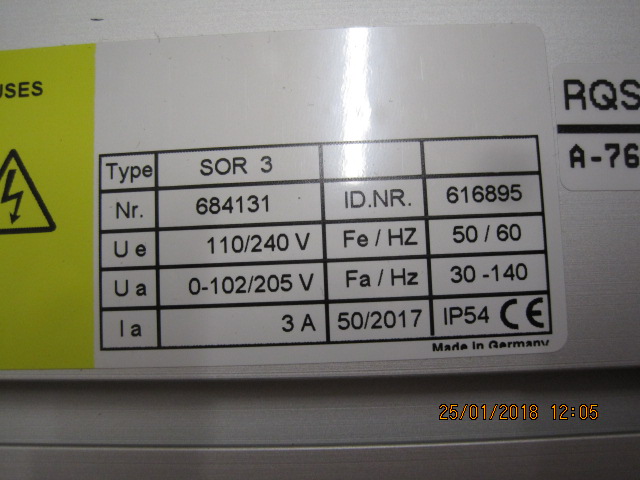 USES
RQS
A-76
Type SOR 3
Nr. 684131 ID.NR. 616895
U e 110/240 V Fe / HZ 50 / 60
U a 0-102/205 V Fa / Hz 30 -140
I a 3 A 50/2017 IP54 CE
Made in Germany
25/01/2018 12:05